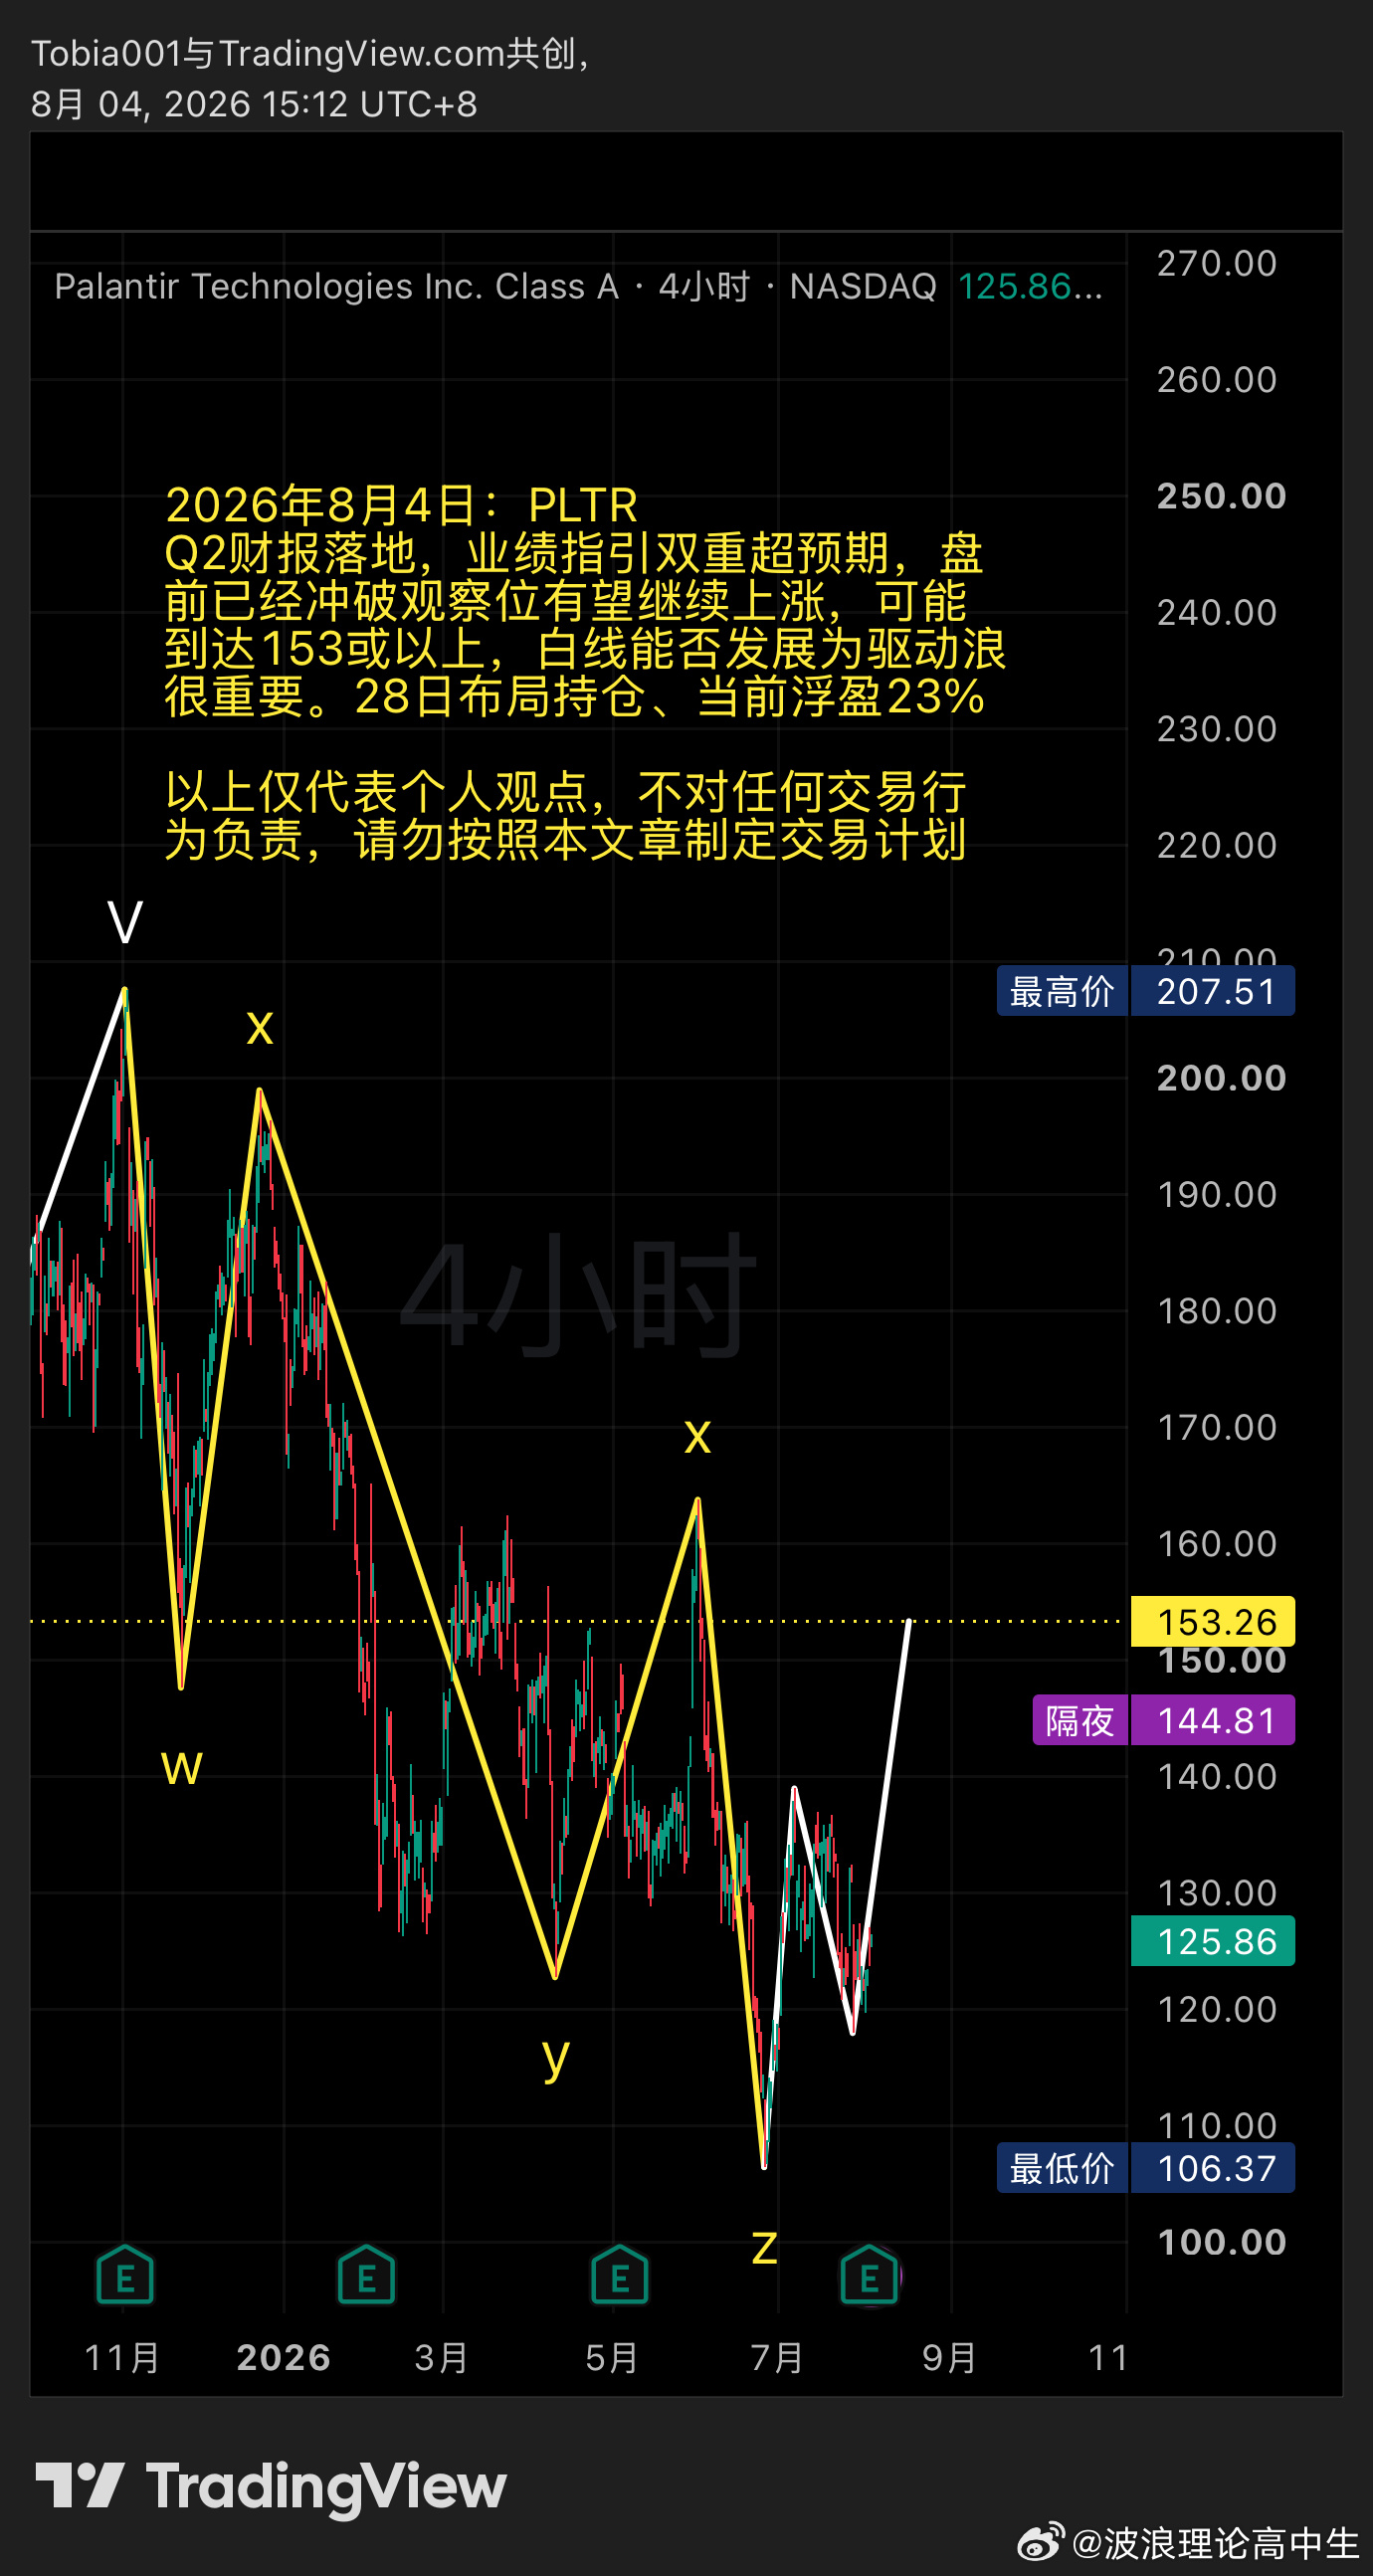 Tobia001与TradingView.com共创,
8月 04, 2026 15:12 UTC+8
Palantir Technologies Inc. Class A · 4小时 · NASDAQ 125.86...
270.00
260.00
2026年8月4日：PLTR
Q2财报落地，业绩指引双重超预期，盘
前已经冲破观察位有望继续上涨，可能
到达153或以上，白线能否发展为驱动浪
很重要。28日布局持仓、当前浮盈23%
以上仅代表个人观点，不对任何交易行
为负责，请勿按照本文章制定交易计划
250.00
240.00
230.00
220.00
V
210.00
最高价 207.51
x
200.00
190.00
4小时
180.00
170.00
x
160.00
153.26
150.00
隔夜 144.81
w
140.00
130.00
125.86
120.00
y
110.00
最低价 106.37
z
100.00
E E E E
11月 2026 3月 5月 7月 9月 11
TradingView
@波浪理论高中生